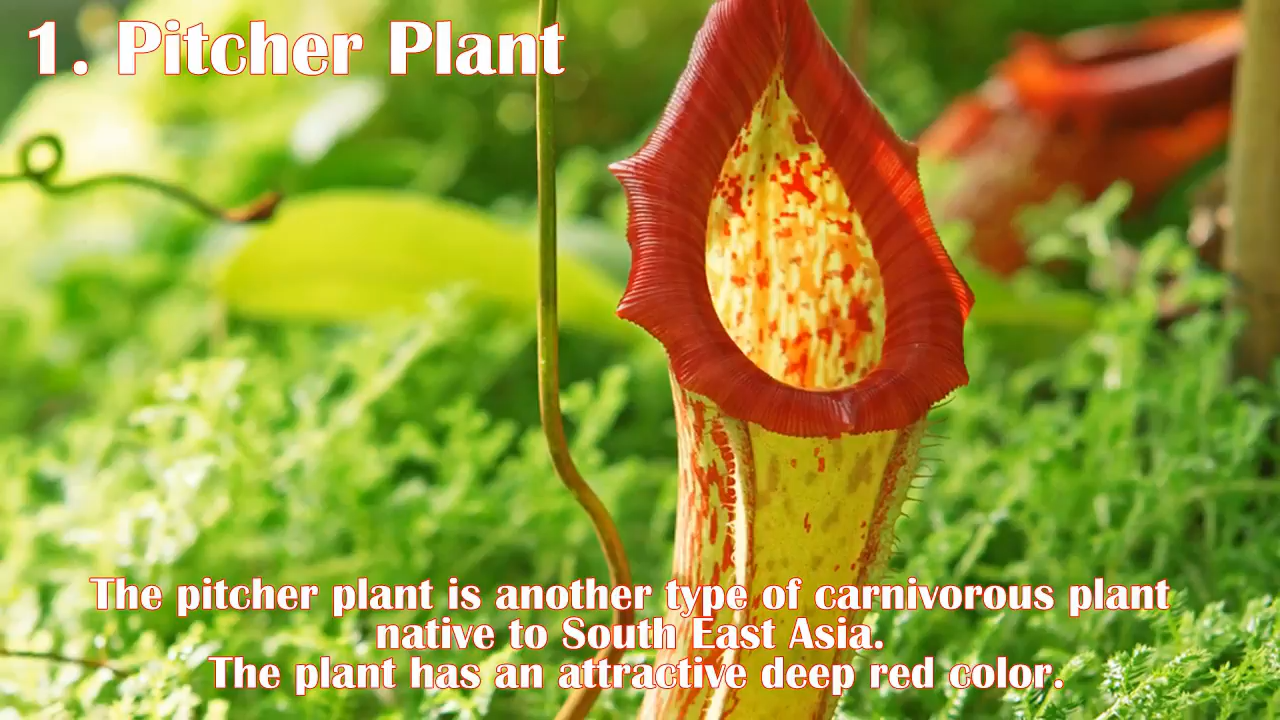 1. Pitcher Plant
The pitcher plant is another type of carnivorous plant
native to South East Asia.
The plant has an attractive deep red color.